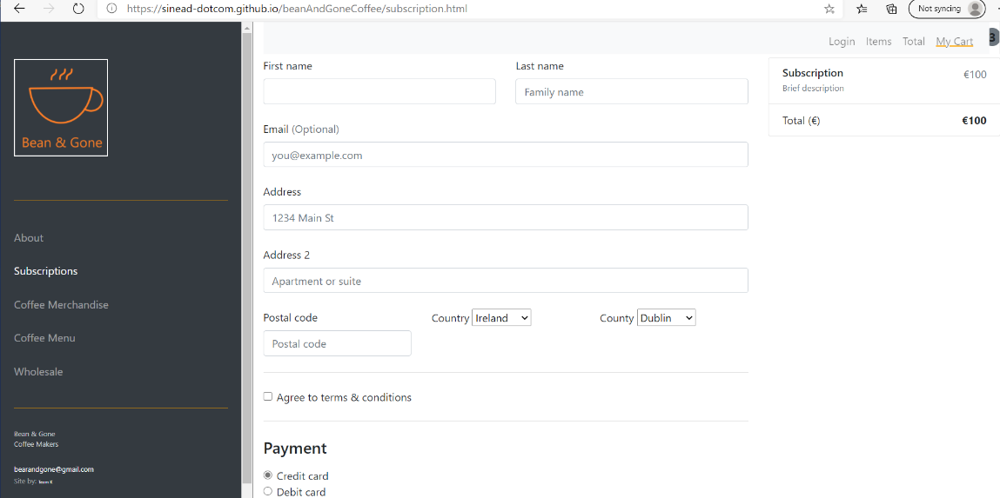 https://sinead-dotcom.github.io/beanAndGoneCoffee/subscription.html
Not syncing
Bean & Gone
About
Subscriptions
Coffee Merchandise
Coffee Menu
Wholesale
Bean & Gone
Coffee Makers
bearandgone@gmail.com
Site by: Team K
Login Items Total My Cart 3
First name Last name
Family name
Email (Optional)
you@example.com
Address
1234 Main St
Address 2
Apartment or suite
Postal code Country Ireland County Dublin
Postal code
Agree to terms & conditions
Payment
Credit card
Debit card
Subscription €100
Brief description
Total (€) €100